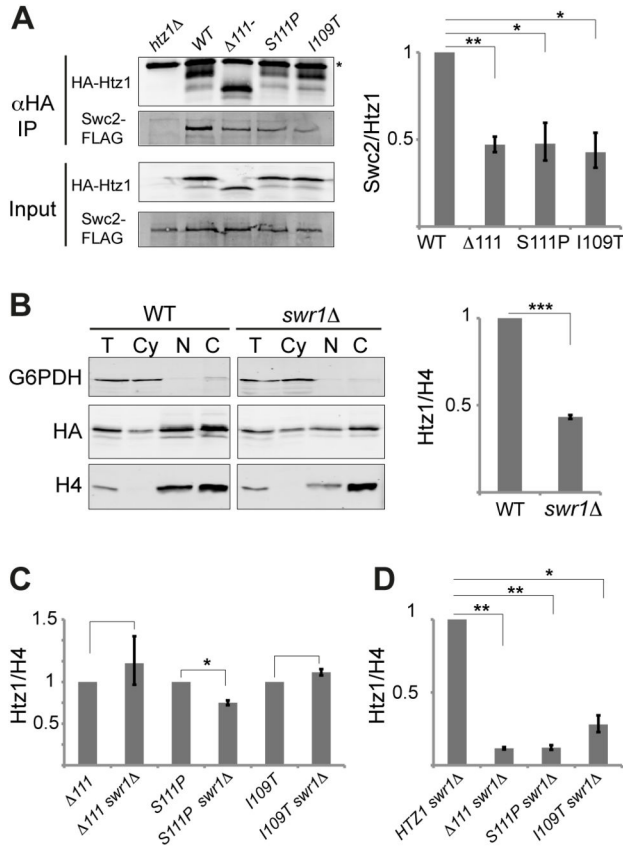 A
htz1Δ WT Δ111- S111P I109T
αHA IP
HA-Htz1
*
Swc2-FLAG
Input
HA-Htz1
Swc2-FLAG
Swc2/Htz1
1
0.5
**
*
*
WT Δ111 S111P I109T
B
WT swr1Δ
T Cy N C T Cy N C
G6PDH
HA
H4
Htz1/H4
1
0.5
***
WT swr1Δ
C
Htz1/H4
1.5
1
0.5
*
Δ111 Δ111 swr1Δ S111P S111P swr1Δ I109T I109T swr1Δ
D
Htz1/H4
1
0.5
**
**
*
HTZ1 swr1Δ Δ111 swr1Δ S111P swr1Δ I109T swr1Δ